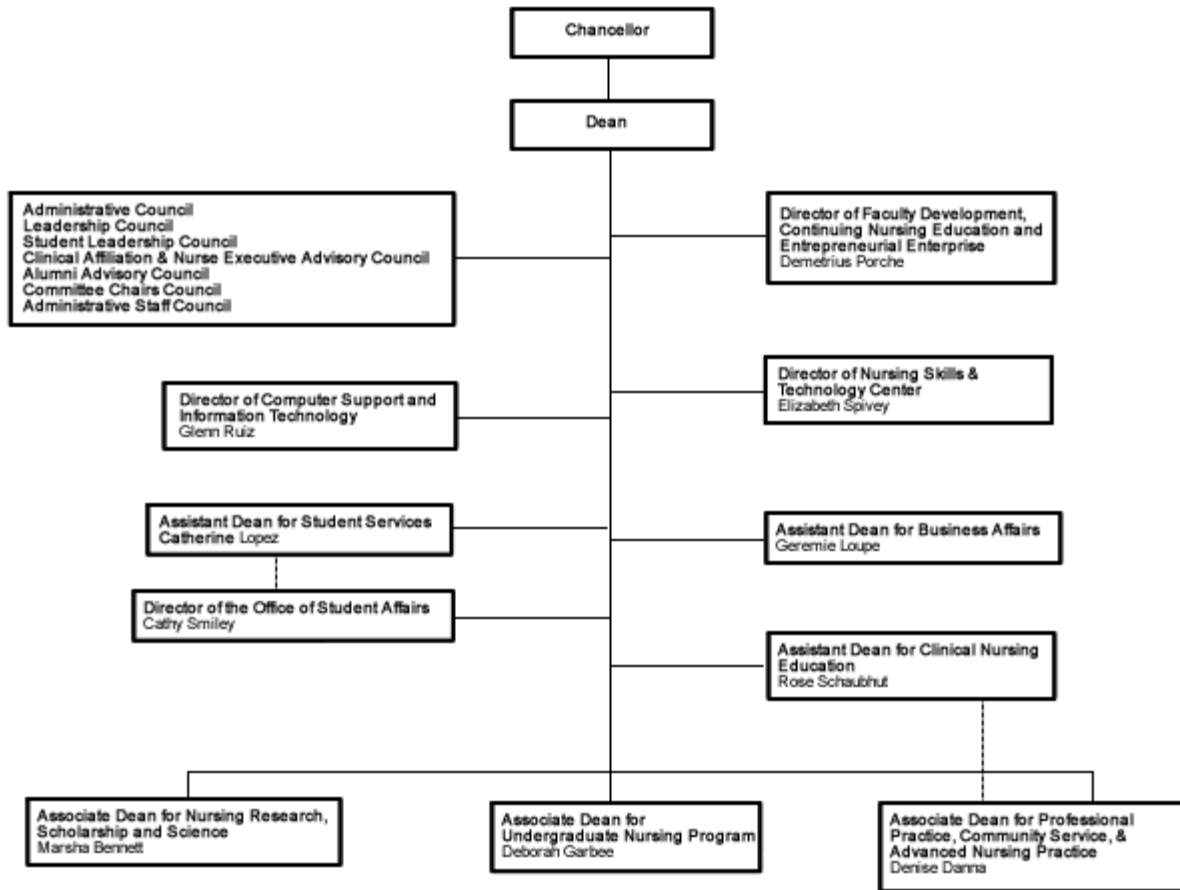 Chancellor
Dean
Administrative Council
Leadership Council
Student Leadership Council
Clinical Affiliation & Nurse Executive Advisory Council
Alumni Advisory Council
Committee Chairs Council
Administrative Staff Council
Director of Faculty Development,
Continuing Nursing Education and
Entrepreneurial Enterprise
Demetrius Porche
Director of Computer Support and
Information Technology
Glenn Ruiz
Director of Nursing Skills &
Technology Center
Elizabeth Spivey
Assistant Dean for Student Services
Catherine Lopez
Assistant Dean for Business Affairs
Geremie Loupe
Director of the Office of Student Affairs
Cathy Smiley
Assistant Dean for Clinical Nursing
Education
Rose Schaubhut
Associate Dean for Nursing Research,
Scholarship and Science
Marsha Bennett
Associate Dean for
Undergraduate Nursing Program
Deborah Garbee
Associate Dean for Professional
Practice, Community Service, &
Advanced Nursing Practice
Denise Danna